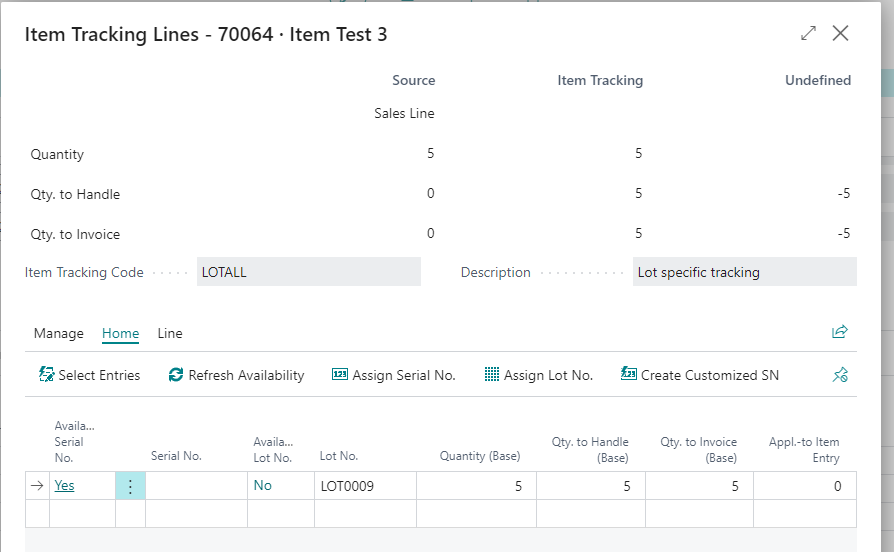 Item Tracking Lines - 70064 · Item Test 3
Source Item Tracking Undefined
Sales Line
Quantity 5 5
Qty. to Handle 0 5 -5
Qty. to Invoice 0 5 -5
Item Tracking Code LOTALL Description Lot specific tracking
Manage Home Line
Select Entries Refresh Availability Assign Serial No. Assign Lot No. Create Customized SN
Availa... Serial No. Serial No. Availa... Lot No. Lot No. Quantity (Base) Qty. to Handle (Base) Qty. to Invoice (Base) Appl.-to Item Entry
Yes No LOT0009 5 5 5 0